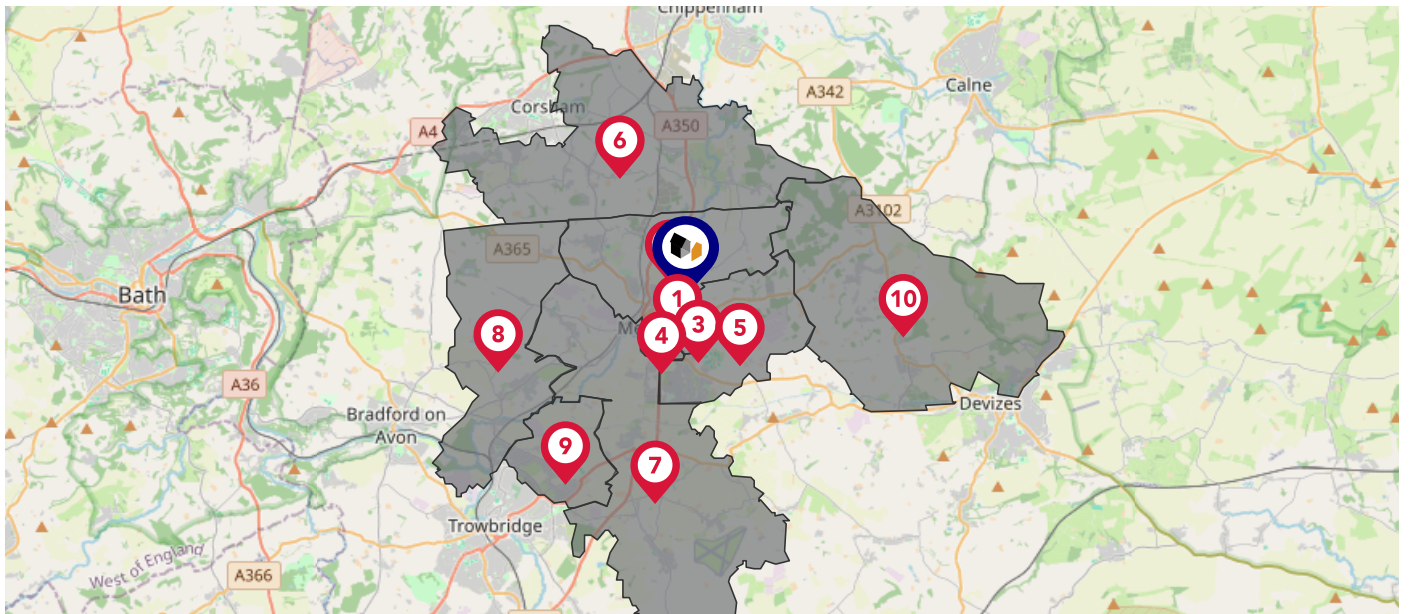 Chippenham
A342
Calne
Corsham
A4
6
A350
A3102
A365
1
10
Me
4
3
5
8
Bath
A36
Bradford on
Avon
Devizes
9
7
Trowbridge
West of England
A366